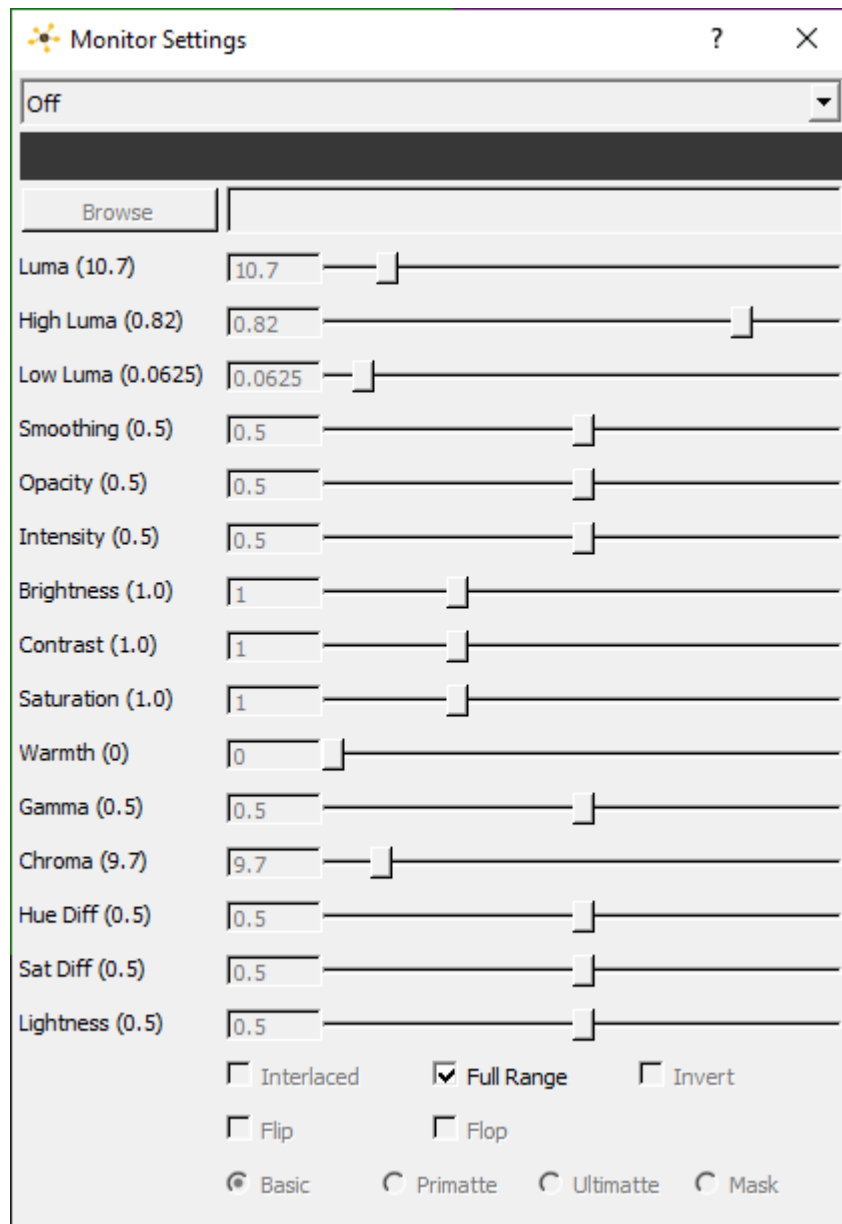 Monitor Settings ?
Off
Browse
Luma (10.7) 10.7
High Luma (0.82) 0.82
Low Luma (0.0625) 0.0625
Smoothing (0.5) 0.5
Opacity (0.5) 0.5
Intensity (0.5) 0.5
Brightness (1.0) 1
Contrast (1.0) 1
Saturation (1.0) 1
Warmth (0) 0
Gamma (0.5) 0.5
Chroma (9.7) 9.7
Hue Diff (0.5) 0.5
Sat Diff (0.5) 0.5
Lightness (0.5) 0.5
Interlaced Full Range Invert
Flip Flop
Basic Primatte Ultimatte Mask